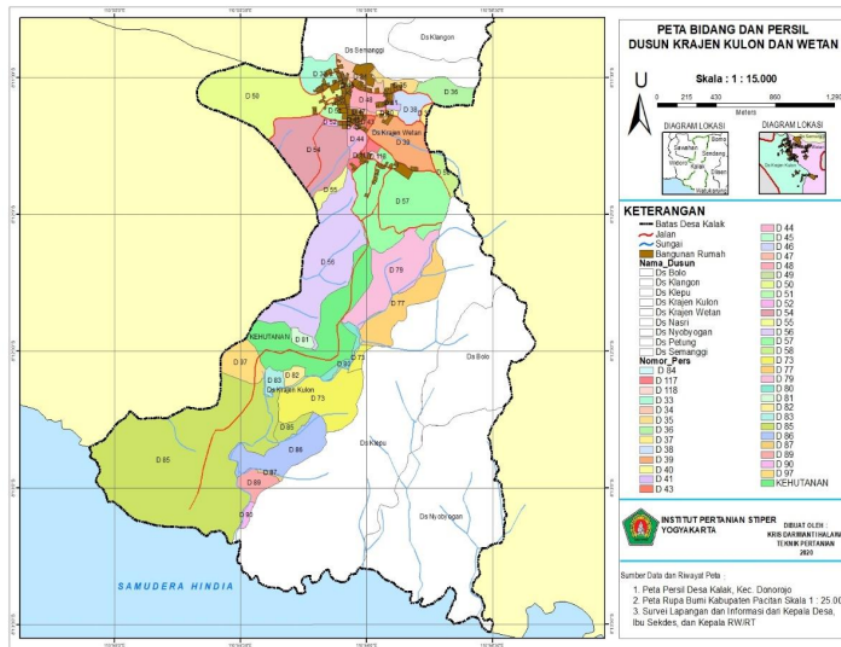 PETA BIDANG DAN PERSIL
DUSUN KRAJEN KULON DAN WETAN
U
Skala : 1 : 15.000
0 215 430 860 1,290
Meters
DIAGRAM LOKASI
DIAGRAM LOKASI
Kalak
KETERANGAN
Batas Desa Kalak
Jalan
Sungai
Bangunan Rumah
Nama_Dusun
Ds Bolo
Ds Klangon
Ds Klepu
Ds Krajen Kulon
Ds Krajen Wetan
Ds Nasri
Ds Nyobyogan
Ds Petung
Ds Semanggi
Nomor_Pers
D 84
D 117
D 118
D 33
D 34
D 35
D 36
D 37
D 38
D 39
D 40
D 41
D 43
D 44
D 45
D 46
D 47
D 48
D 49
D 50
D 51
D 52
D 54
D 55
D 56
D 57
D 58
D 73
D 77
D 79
D 80
D 81
D 82
D 83
D 85
D 86
D 87
D 89
D 90
D 97
KEHUTANAN
INSTITUT PERTANIAN STIPER
YOGYAKARTA
DIBUAT OLEH :
TEKNIK PERTANIAN
2020
Sumber Data dan Riwayat Peta :
1. Peta Persil Desa Kalak, Kec. Donorojo
2. Peta Rupa Bumi Kabupaten Pacitan Skala 1 : 25.00
3. Survei Lapangan dan Informasi dari Kepala Desa,
Ibu Sekdes, dan Kepala RW/RT
Ds Semanggi
Ds Klangon
D 50
D 36
D 48
D 38
Ds Krajen Wetan
D 39
D 44
D 54
D 55
D 57
D 56
D 79
D 77
KEHUTANAN
D 81
D 97
D 73
D 82
D 83
Ds Krajen Kulon
D 73
Ds Bolo
D 85
D 85
D 86
Ds Klepu
D 87
D 89
D 90
Ds Nyobyogan
SAMUDERA HINDIA